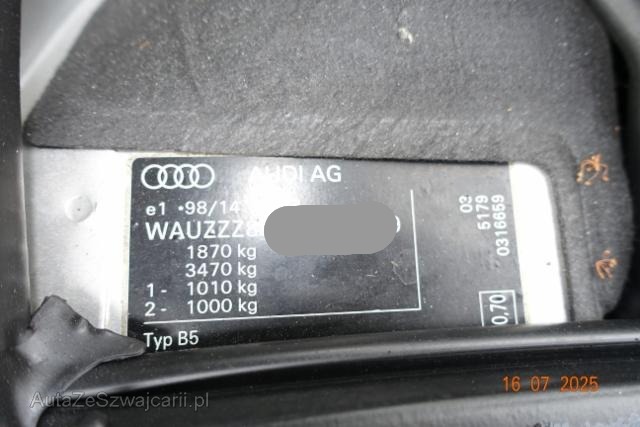 AUDI AG
e1 *98/14
WAUZZZ8
1870 kg
3470 kg
1- 1010 kg
2- 1000 kg
Typ B5
03
5179
0316659
0,70
16 07 2025
AutaZeSzwajcarii.pl